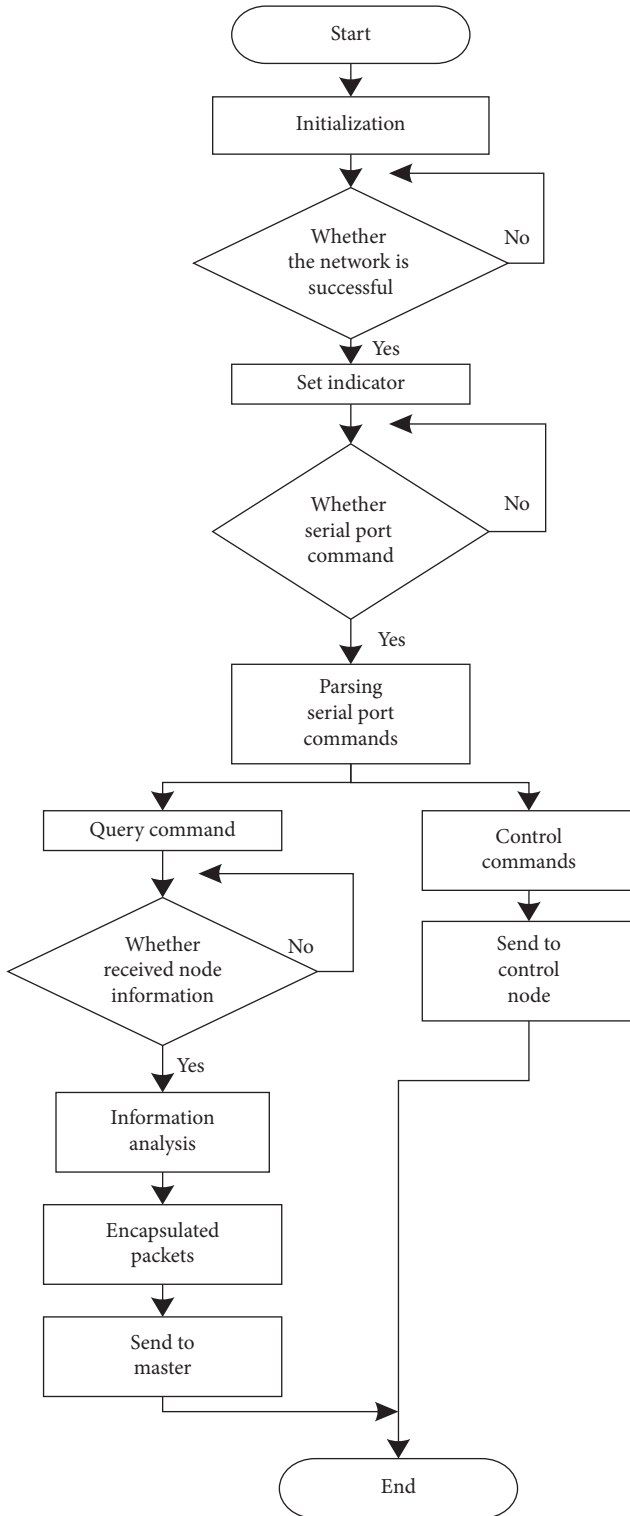 Start
Initialization
Whether
the network is
successful
No
Yes
Set indicator
Whether
serial port
command
No
Yes
Parsing
serial port
commands
Query command
Control
commands
Whether
received node
information
No
Send to
control
node
Yes
Information
analysis
Encapsulated
packets
Send to
master
End